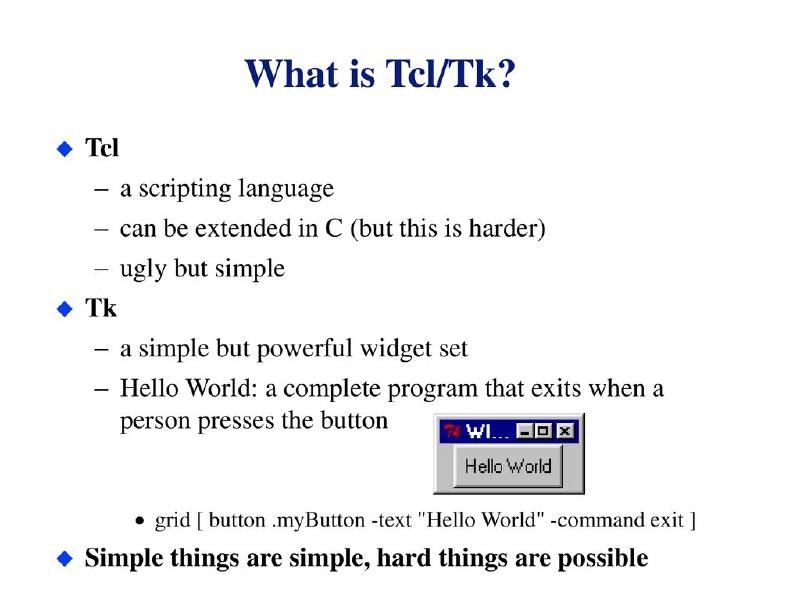 What is Tcl/Tk?
◆ Tcl
– a scripting language
– can be extended in C (but this is harder)
– ugly but simple
◆ Tk
– a simple but powerful widget set
– Hello World: a complete program that exits when a
person presses the button
WI...
Hello World
• grid [ button .myButton -text "Hello World" -command exit ]
◆ Simple things are simple, hard things are possible